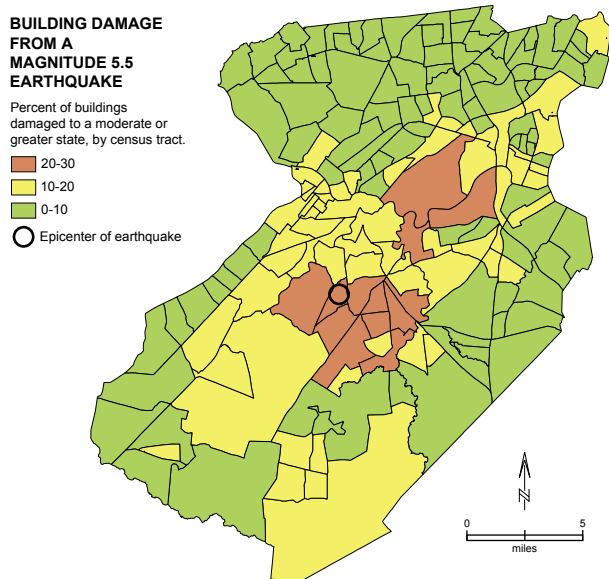 BUILDING DAMAGE
FROM A
MAGNITUDE 5.5
EARTHQUAKE
Percent of buildings
damaged to a moderate or
greater state, by census tract.
20-30
10-20
0-10
Epicenter of earthquake
N
0 5
miles